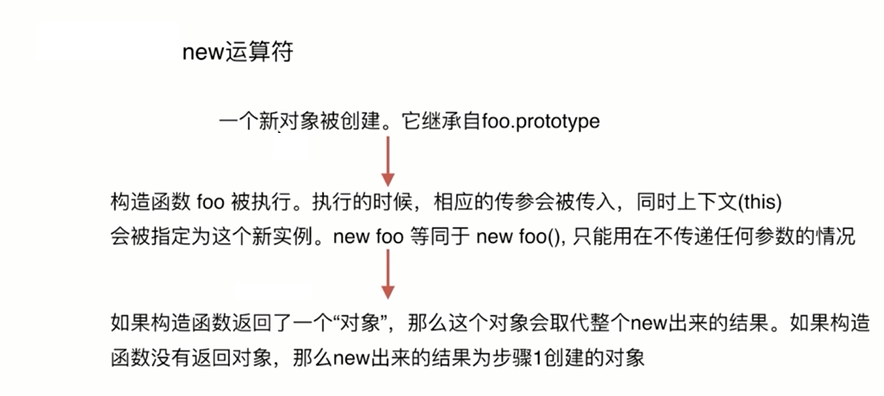 new运算符
一个新对象被创建。它继承自foo.prototype
构造函数 foo 被执行。执行的时候，相应的传参会被传入，同时上下文(this)
会被指定为这个新实例。new foo 等同于 new foo(), 只能用在不传递任何参数的情况
如果构造函数返回了一个“对象”，那么这个对象会取代整个new出来的结果。如果构造
函数没有返回对象，那么new出来的结果为步骤1创建的对象